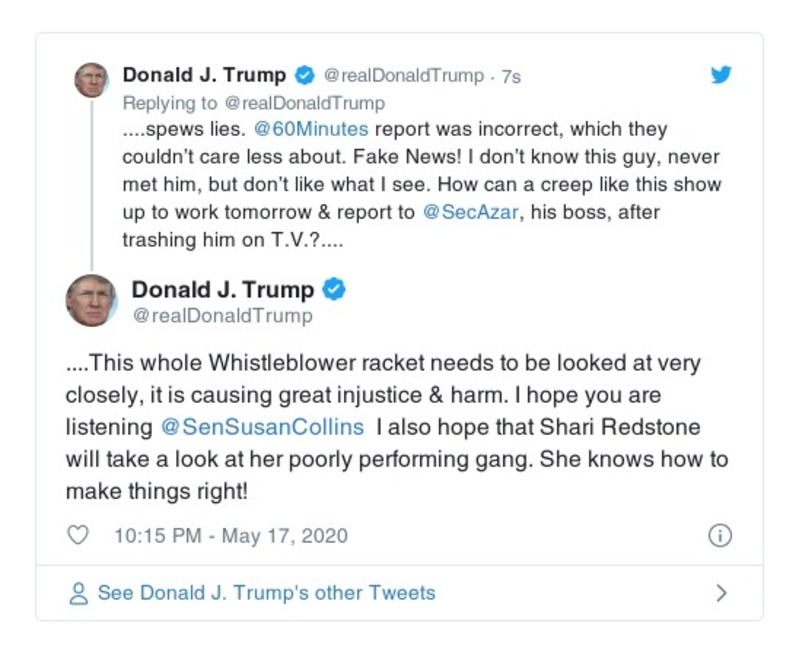 Donald J. Trump @realDonaldTrump · 7s
Replying to @realDonaldTrump
....spews lies. @60Minutes report was incorrect, which they
couldn’t care less about. Fake News! I don’t know this guy, never
met him, but don’t like what I see. How can a creep like this show
up to work tomorrow & report to @SecAzar, his boss, after
trashing him on T.V.?....
Donald J. Trump
@realDonaldTrump
....This whole Whistleblower racket needs to be looked at very
closely, it is causing great injustice & harm. I hope you are
listening @SenSusanCollins I also hope that Shari Redstone
will take a look at her poorly performing gang. She knows how to
make things right!
10:15 PM - May 17, 2020
See Donald J. Trump's other Tweets